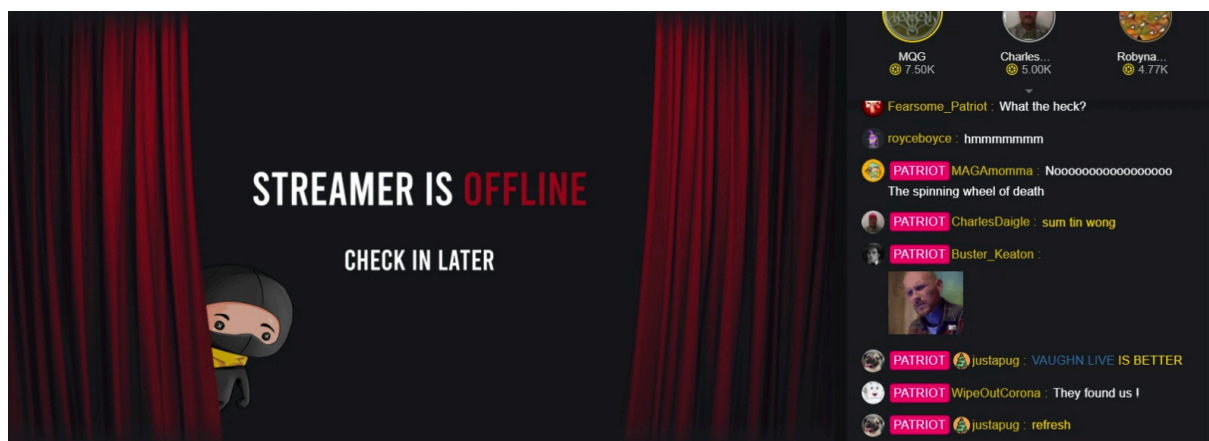 STREAMER IS OFFLINE
CHECK IN LATER
MQG
Charles...
Robyna...
7.50K
5.00K
4.77K
Fearsome_Patriot : What the heck?
royceboyce : hmmmmmmm
PATRIOT MAGAmomma : Nooooooooooooooooo
The spinning wheel of death
PATRIOT CharlesDaigle : sum tin wong
PATRIOT Buster_Keaton :
PATRIOT justapug : VAUGHN.LIVE IS BETTER
PATRIOT WipeOutCorona : They found us !
PATRIOT justapug : refresh